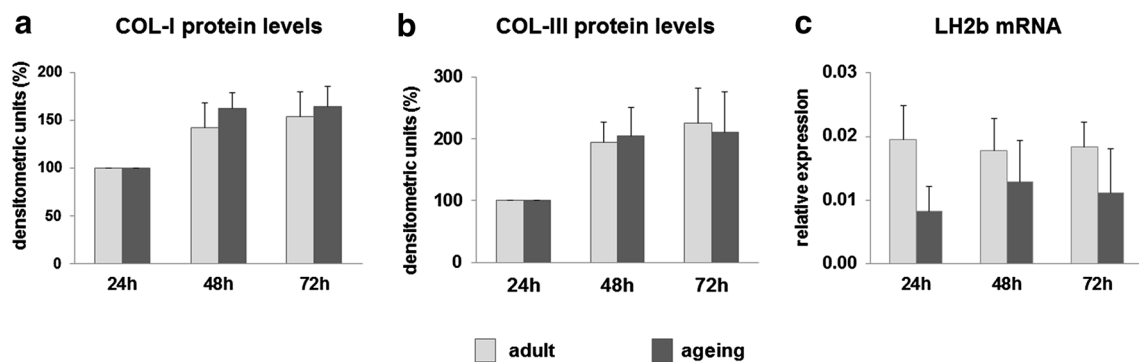 a COL-I protein levels
densitometric units (%)
200
150
100
50
0
24h 48h 72h
b COL-III protein levels
densitometric units (%)
300
200
100
0
24h 48h 72h
c LH2b mRNA
relative expression
0.03
0.02
0.01
0.00
24h 48h 72h
adult ageing